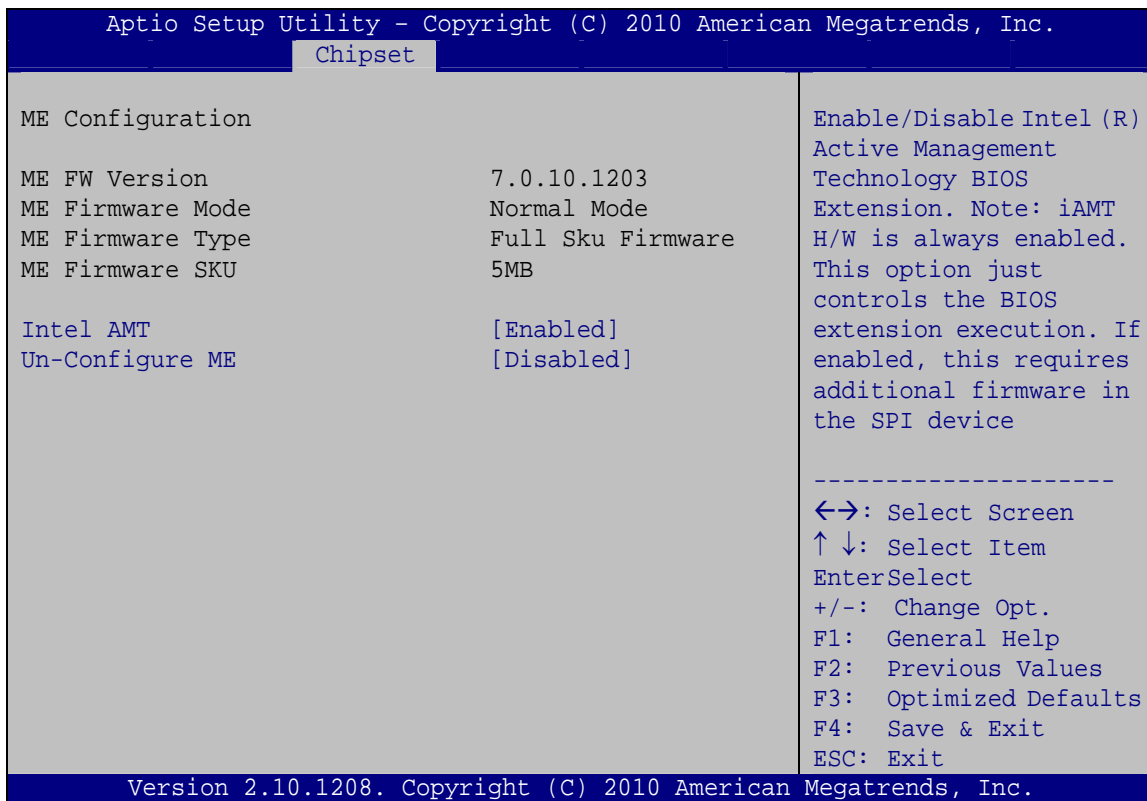 Aptio Setup Utility – Copyright (C) 2010 American Megatrends, Inc.
Chipset
ME Configuration
ME FW Version 7.0.10.1203
ME Firmware Mode Normal Mode
ME Firmware Type Full Sku Firmware
ME Firmware SKU 5MB
Intel AMT [Enabled]
Un-Configure ME [Disabled]
Enable/Disable Intel (R)
Active Management
Technology BIOS
Extension. Note: iAMT
H/W is always enabled.
This option just
controls the BIOS
extension execution. If
enabled, this requires
additional firmware in
the SPI device
---------------------
←→: Select Screen
↑ ↓: Select Item
EnterSelect
+/-: Change Opt.
F1: General Help
F2: Previous Values
F3: Optimized Defaults
F4: Save & Exit
ESC: Exit
Version 2.10.1208. Copyright (C) 2010 American Megatrends, Inc.